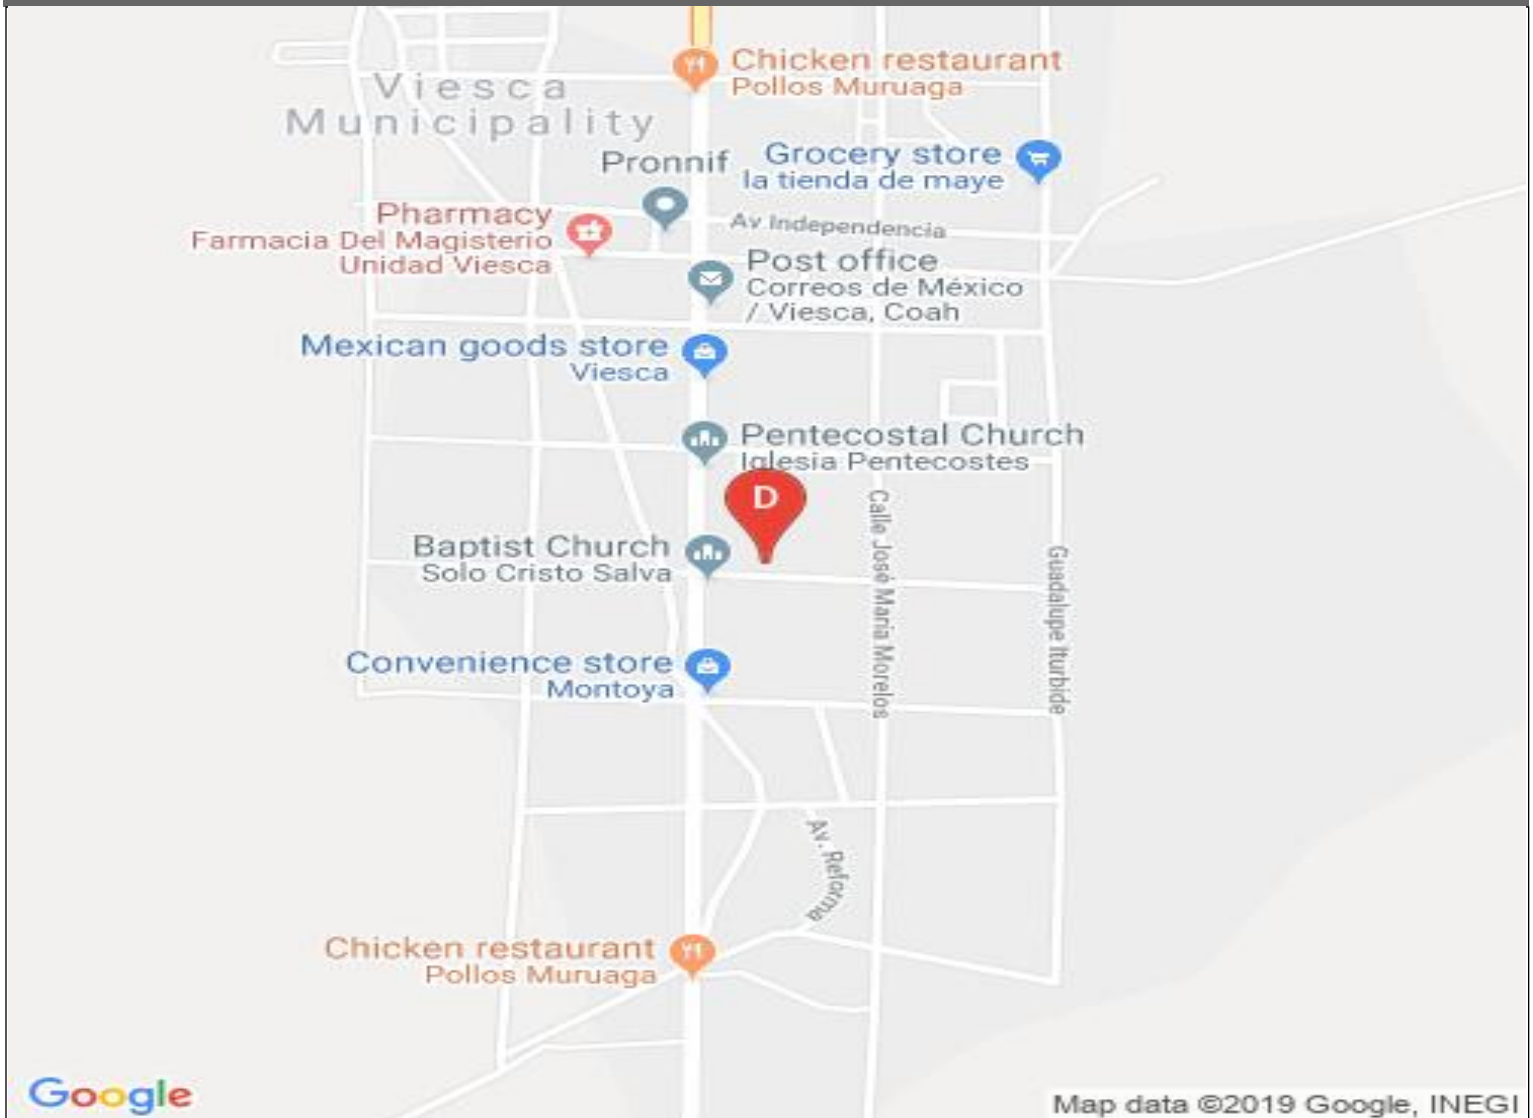 Chicken restaurant
Pollos Muruaga
Viesca
Municipality
Pronnif
Grocery store
la tienda de maye
Pharmacy
Farmacia Del Magisterio
Unidad Viesca
Av Independencia
Post office
Correos de México
/ Viesca, Coah
Mexican goods store
Viesca
Pentecostal Church
Iglesia Pentecostes
D
Calle José María Morelos
Guadalupe Iturbide
Baptist Church
Solo Cristo Salva
Convenience store
Montoya
Av. Reforma
Chicken restaurant
Pollos Muruaga
Google
Map data ©2019 Google, INEGI